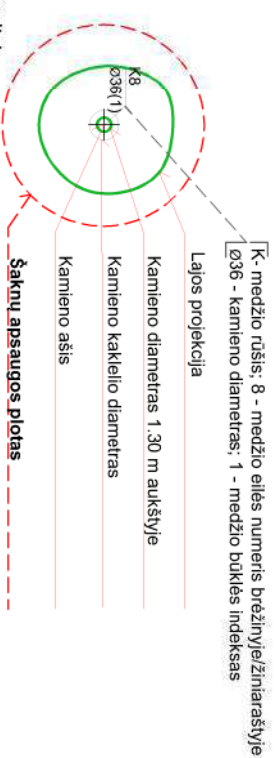 K- medžio rūšis; 8 - medžio eilės numeris brėžinyje/žiniaraštyje
ø36 - kamieno diametras; 1 - medžio būklės indeksas
K8
ø36(1)
Lajos projekcija
Kamieno diametras 1.30 m aukštyje
Kamieno kaklelio diametras
Kamieno ašis
Šaknų apsaugos plotas